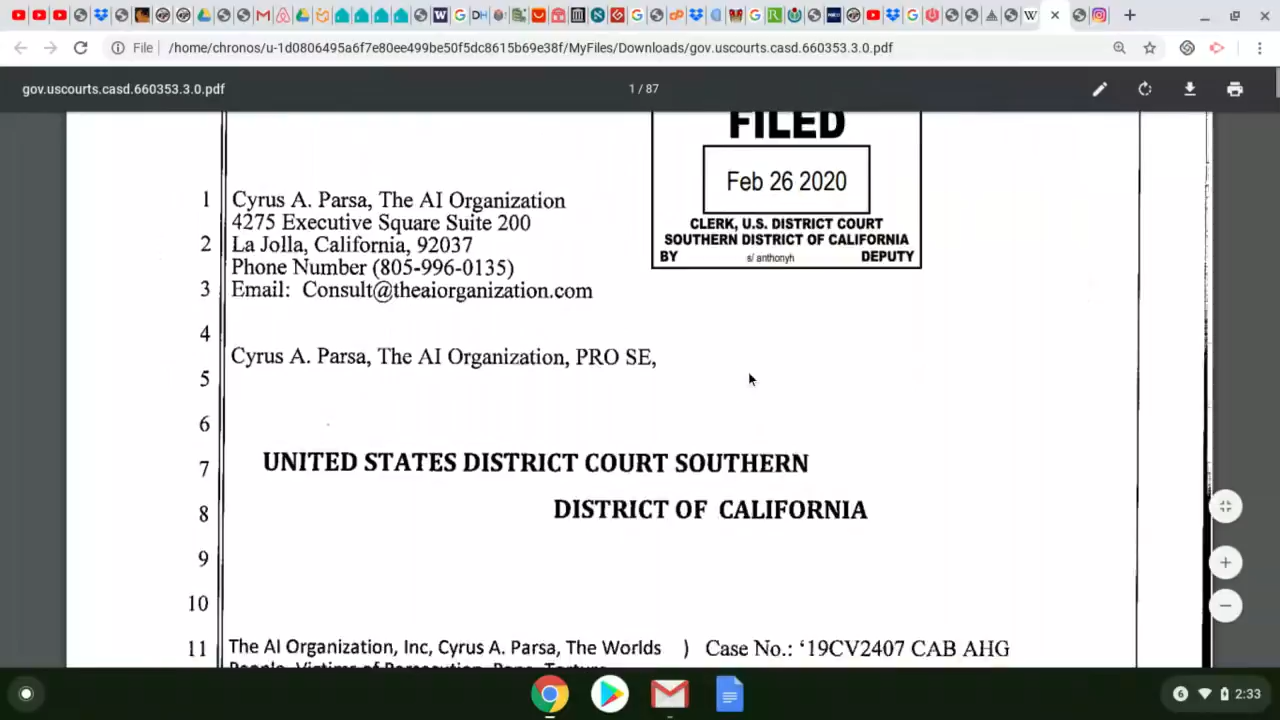 File
/home/chronos/u-1d0806495a6f7e80ee499be50f5dc8615b69e38f/MyFiles/Downloads/gov.uscourts.casd.660353.3.0.pdf
gov.uscourts.casd.660353.3.0.pdf
1 / 87
FILED
Feb 26 2020
CLERK, U.S. DISTRICT COURT
SOUTHERN DISTRICT OF CALIFORNIA
BY s/ anthonyh DEPUTY
1 Cyrus A. Parsa, The AI Organization
4275 Executive Square Suite 200
2 La Jolla, California, 92037
Phone Number (805-996-0135)
3 Email: Consult@theaiorganization.com
4
Cyrus A. Parsa, The AI Organization, PRO SE,
5
6
7 UNITED STATES DISTRICT COURT SOUTHERN
8 DISTRICT OF CALIFORNIA
9
10
11 The AI Organization, Inc, Cyrus A. Parsa, The Worlds ) Case No.: ‘19CV2407 CAB AHG
6 2:33